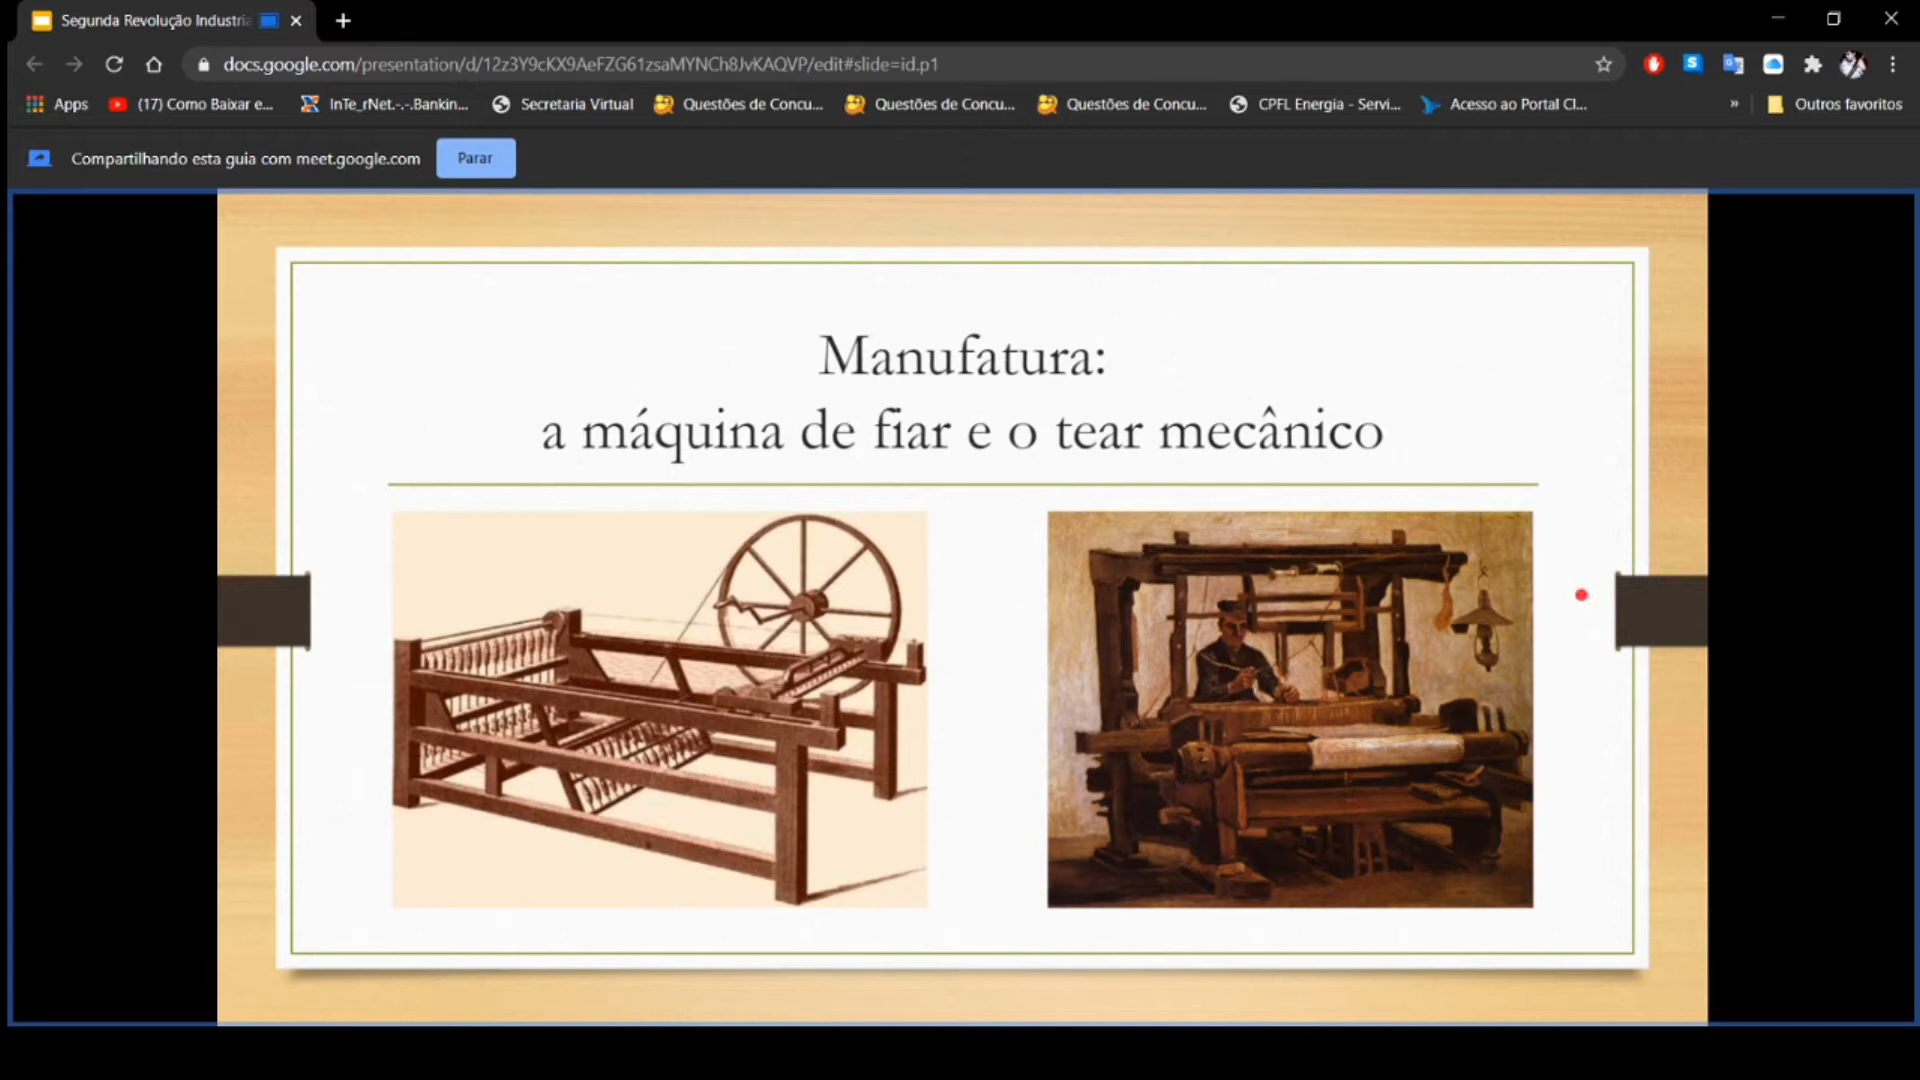 Segunda Revolução Industria
docs.google.com/presentation/d/12z3Y9cKX9AeFZG61zsaMYNCh8JvKAQVP/edit#slide=id.p1
Apps
(17) Como Baixar e...
InTe_rNet.-.-.Bankin...
Secretaria Virtual
Questões de Concu...
Questões de Concu...
Questões de Concu...
CPFL Energia - Servi...
Acesso ao Portal Cl...
»
Outros favoritos
Compartilhando esta guia com meet.google.com
Parar
Manufatura:
a máquina de fiar e o tear mecânico